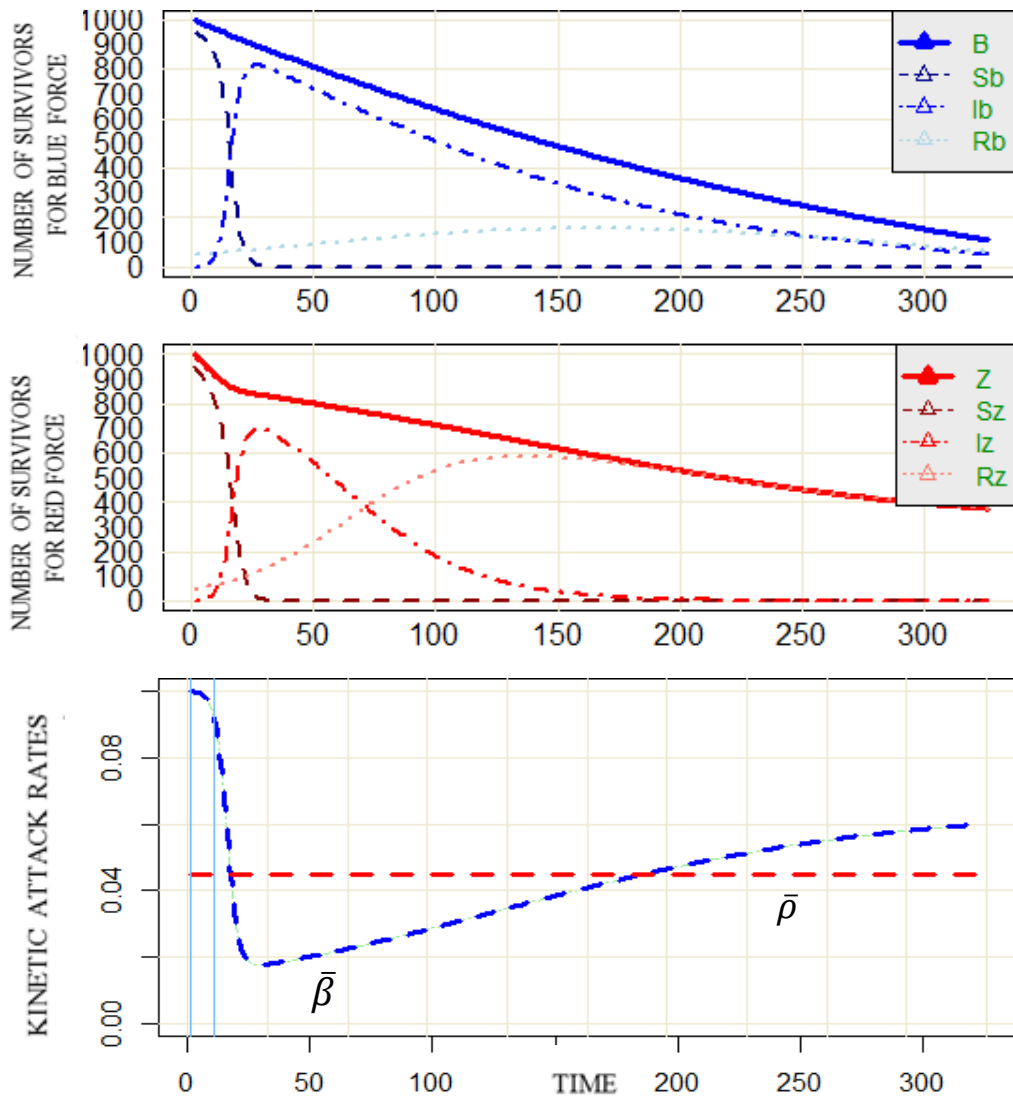 NUMBER OF SURVIVORS
FOR BLUE FORCE
1000
900
800
700
600
500
400
300
200
100
0
0 50 100 150 200 250 300
B
Sb
Ib
Rb
NUMBER OF SURVIVORS
FOR RED FORCE
1000
900
800
700
600
500
400
300
200
100
0
0 50 100 150 200 250 300
Z
Sz
Iz
Rz
KINETIC ATTACK RATES
0.08
0.04
0.00
β̄
ρ̄
0 50 100 TIME 200 250 300